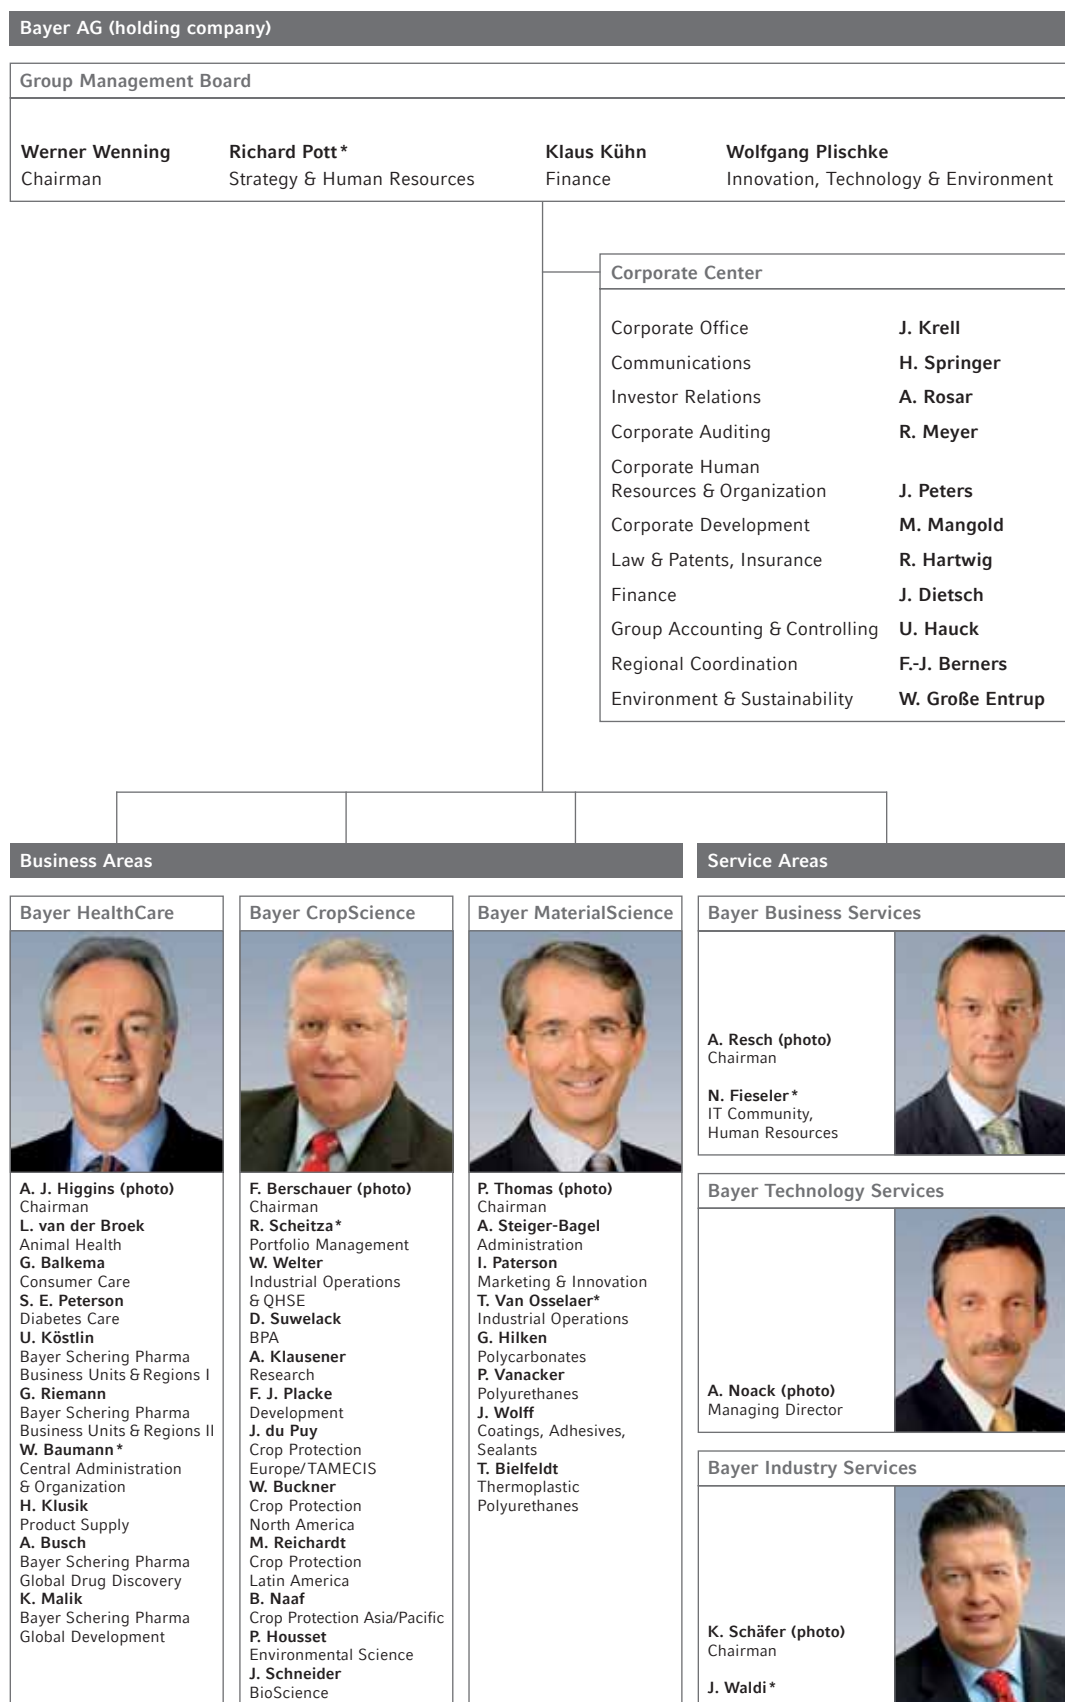 Bayer AG (holding company)
Group Management Board
Werner Wenning
Chairman
Richard Pott*
Strategy & Human Resources
Klaus Kühn
Finance
Wolfgang Plischke
Innovation, Technology & Environment
Corporate Center
Corporate Office J. Krell
Communications H. Springer
Investor Relations A. Rosar
Corporate Auditing R. Meyer
Corporate Human
Resources & Organization J. Peters
Corporate Development M. Mangold
Law & Patents, Insurance R. Hartwig
Finance J. Dietsch
Group Accounting & Controlling U. Hauck
Regional Coordination F.-J. Berners
Environment & Sustainability W. Große Entrup
Business Areas
Bayer HealthCare
A. J. Higgins (photo)
Chairman
L. van der Broek
Animal Health
G. Balkema
Consumer Care
S. E. Peterson
Diabetes Care
U. Köstlin
Bayer Schering Pharma
Business Units & Regions I
G. Riemann
Bayer Schering Pharma
Business Units & Regions II
W. Baumann*
Central Administration
& Organization
H. Klusik
Product Supply
A. Busch
Bayer Schering Pharma
Global Drug Discovery
K. Malik
Bayer Schering Pharma
Global Development
Bayer CropScience
F. Berschauer (photo)
Chairman
R. Scheitza*
Portfolio Management
W. Welter
Industrial Operations
& QHSE
D. Suwelack
BPA
A. Klausener
Research
F. J. Placke
Development
J. du Puy
Crop Protection
Europe/TAMECIS
W. Buckner
Crop Protection
North America
M. Reichardt
Crop Protection
Latin America
B. Naaf
Crop Protection Asia/Pacific
P. Housset
Environmental Science
J. Schneider
BioScience
Bayer MaterialScience
P. Thomas (photo)
Chairman
A. Steiger-Bagel
Administration
I. Paterson
Marketing & Innovation
T. Van Osselaer*
Industrial Operations
G. Hilken
Polycarbonates
P. Vanacker
Polyurethanes
J. Wolff
Coatings, Adhesives,
Sealants
T. Bielfeldt
Thermoplastic
Polyurethanes
Service Areas
Bayer Business Services
A. Resch (photo)
Chairman
N. Fieseler*
IT Community,
Human Resources
Bayer Technology Services
A. Noack (photo)
Managing Director
Bayer Industry Services
K. Schäfer (photo)
Chairman
J. Waldi*